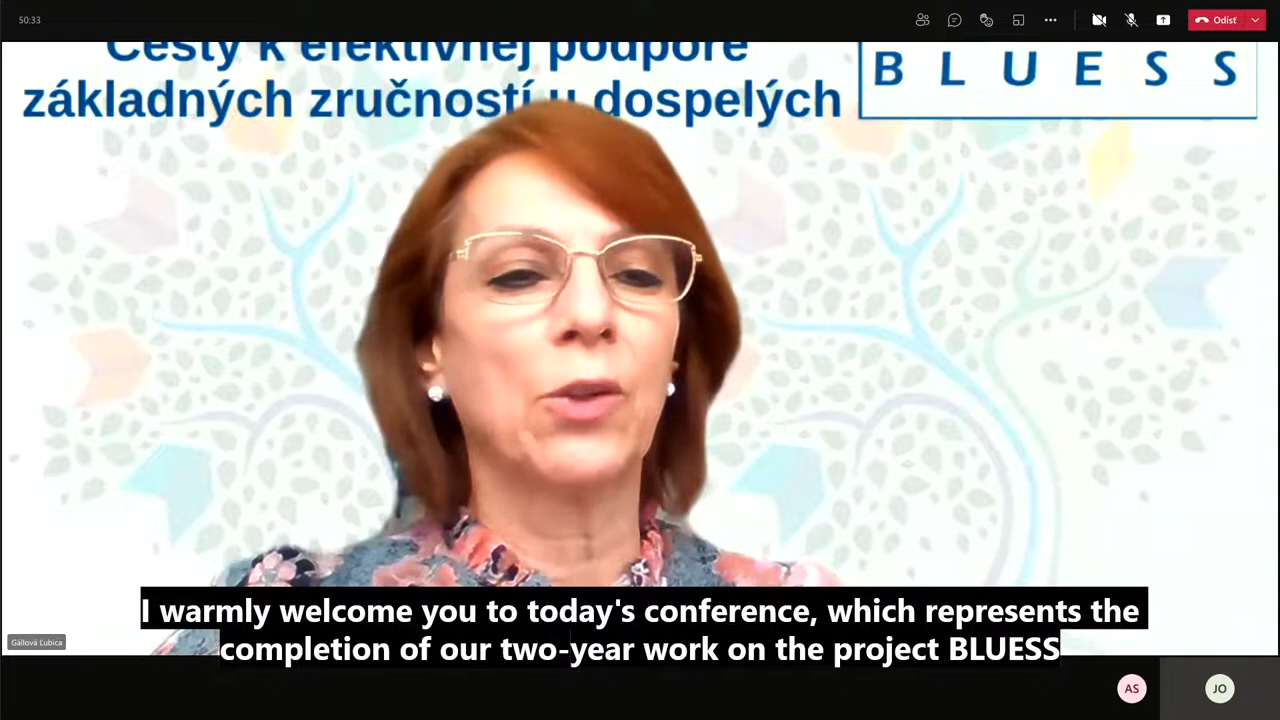 50:33
Odísť
Cesty k efektívnej podpore
základných zručností u dospelých
B L U E S S
I warmly welcome you to today's conference, which represents the
completion of our two-year work on the project BLUESS
Gállová Ľubica
AS
JO